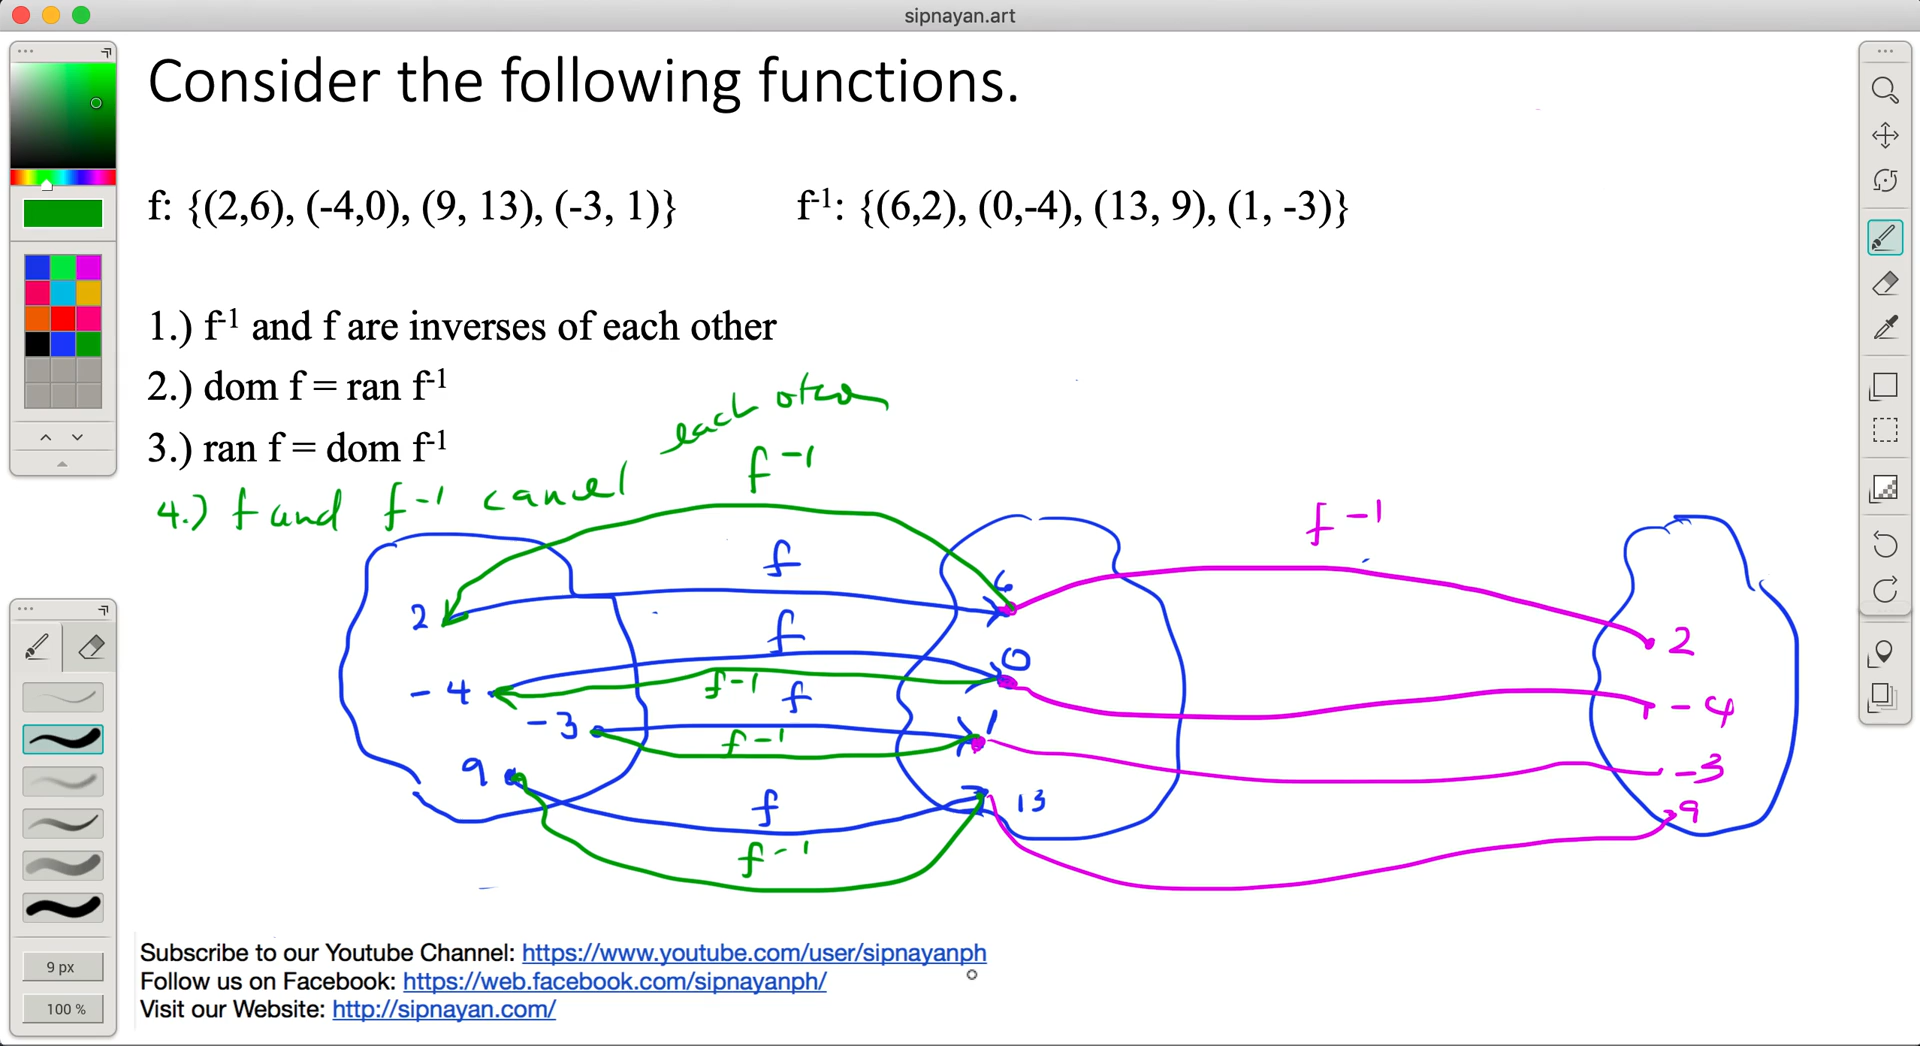 sipnayan.art
Consider the following functions.
f: {(2,6), (-4,0), (9, 13), (-3, 1)} f⁻¹: {(6,2), (0,-4), (13, 9), (1, -3)}
1.) f⁻¹ and f are inverses of each other
2.) dom f = ran f⁻¹
3.) ran f = dom f⁻¹
4.) f and f⁻¹ cancel each other
f⁻¹
f⁻¹
f
6
2
f
2
0
-4
f⁻¹
f
-4
-3
1
f⁻¹
-3
9
f
13
9
f⁻¹
Subscribe to our Youtube Channel: https://www.youtube.com/user/sipnayanph
Follow us on Facebook: https://web.facebook.com/sipnayanph/
Visit our Website: http://sipnayan.com/
9 px
100 %